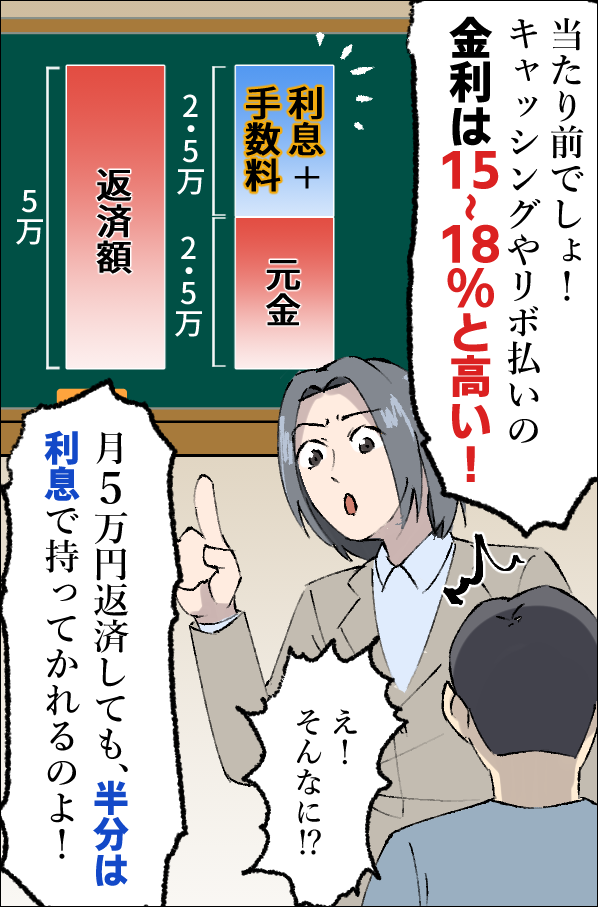 当たり前でしょ！
キャッシングやリボ払いの
金利は15~18%と高い！
5万
返済額
2・5万
2・5万
利息＋
手数料
元金
月5万円返済しても、半分は
利息で持ってかれるのよ！
え！
そんなに!?